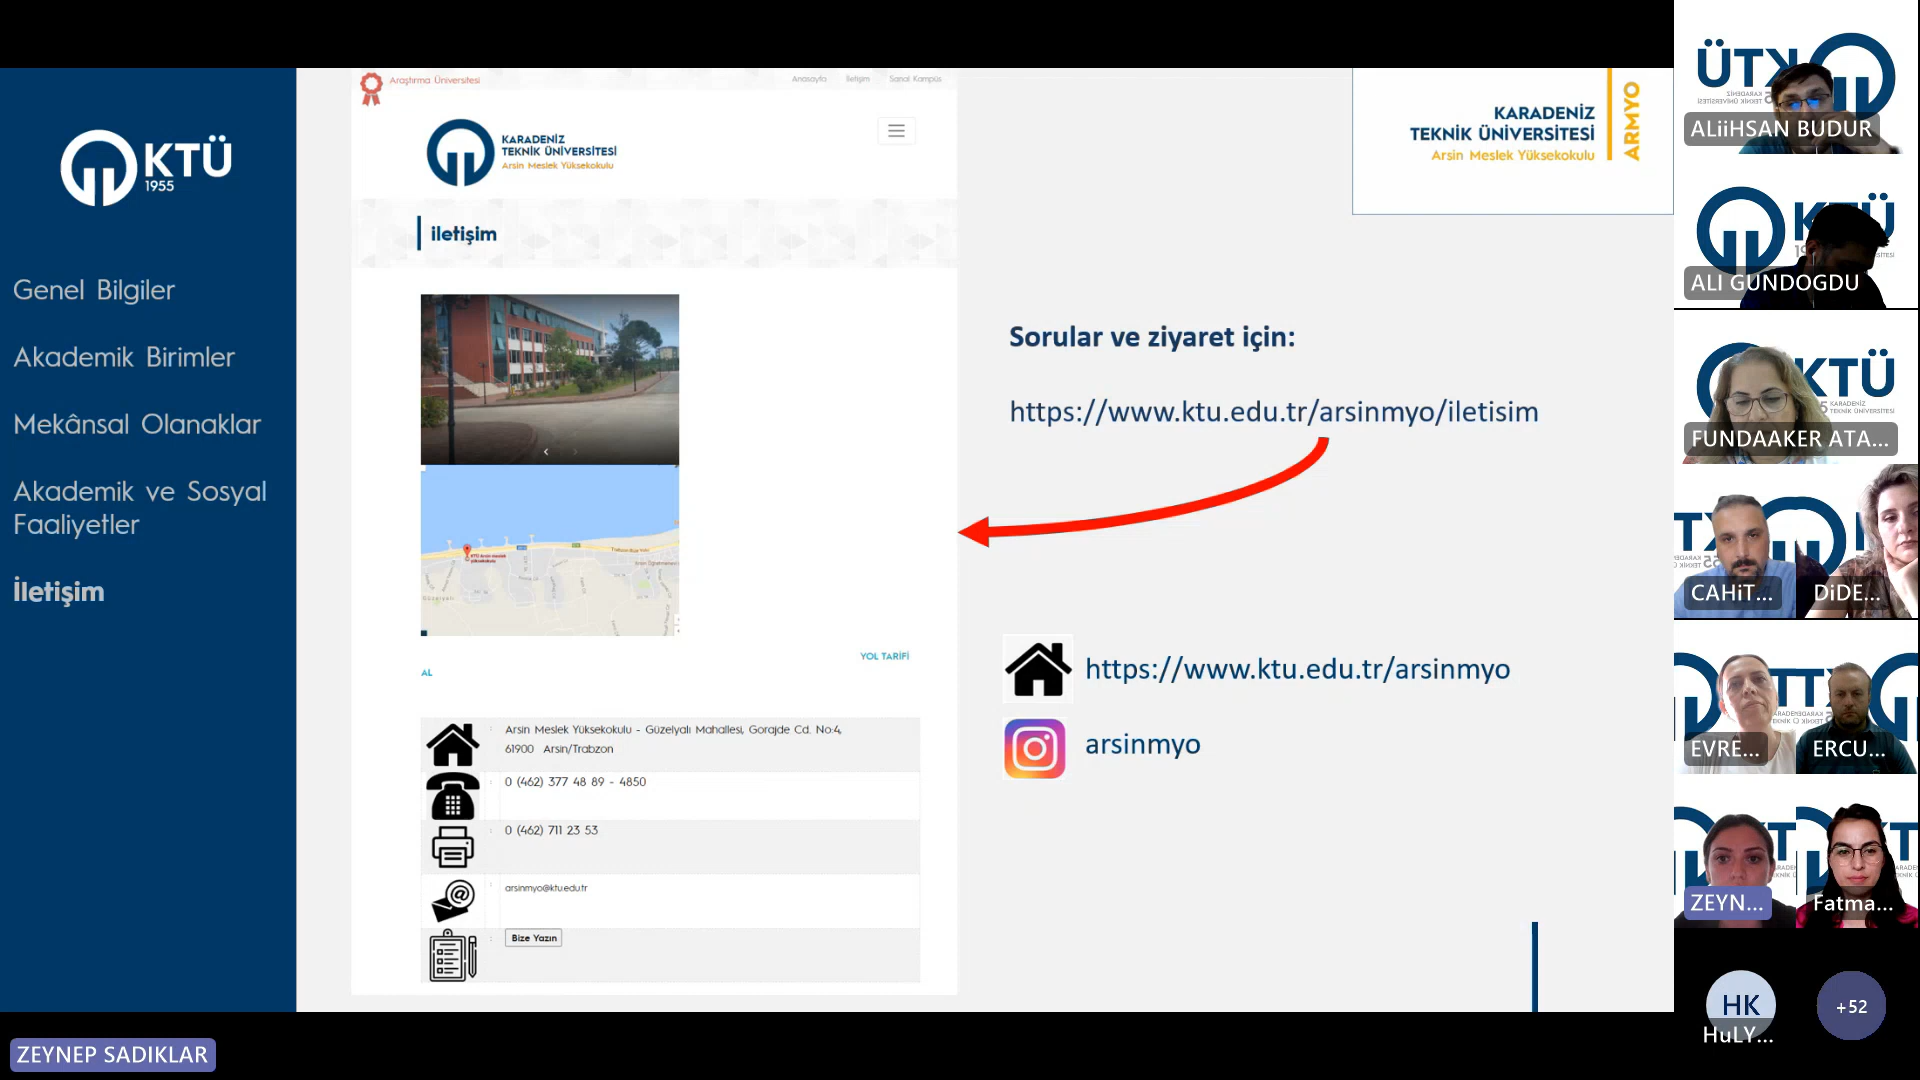 KTÜ
1955
Genel Bilgiler
Akademik Birimler
Mekânsal Olanaklar
Akademik ve Sosyal
Faaliyetler
İletişim
Araştırma Üniversitesi
Anasayfa İletişim Sanal Kampüs
KARADENİZ
TEKNİK ÜNİVERSİTESİ
Arsin Meslek Yüksekokulu
iletişim
YOL TARİFİ
AL
: Arsin Meslek Yüksekokulu - Güzelyalı Mahallesi, Gorajde Cd. No:4,
61900 Arsin/Trabzon
: 0 (462) 377 48 89 - 4850
: 0 (462) 711 23 53
: arsinmyo@ktu.edu.tr
: Bize Yazın
KARADENİZ
TEKNİK ÜNİVERSİTESİ
Arsin Meslek Yüksekokulu
ARMYO
Sorular ve ziyaret için:
https://www.ktu.edu.tr/arsinmyo/iletisim
https://www.ktu.edu.tr/arsinmyo
arsinmyo
ALiiHSAN BUDUR
ALI GUNDOGDU
KTÜ
FUNDAAKER ATA...
CAHiT...
DiDE...
EVRE...
ERCU...
ZEYN...
Fatma...
HK
HuLY...
+52
ZEYNEP SADIKLAR